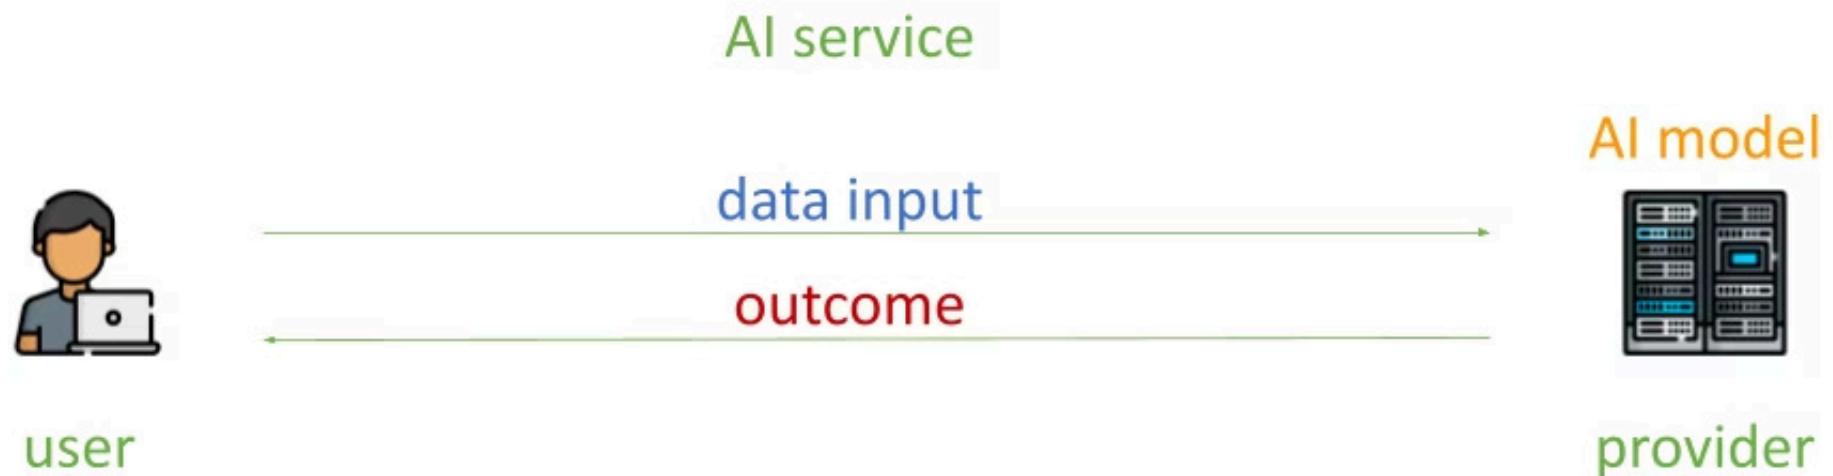 AI service
AI model
data input
outcome
user
provider